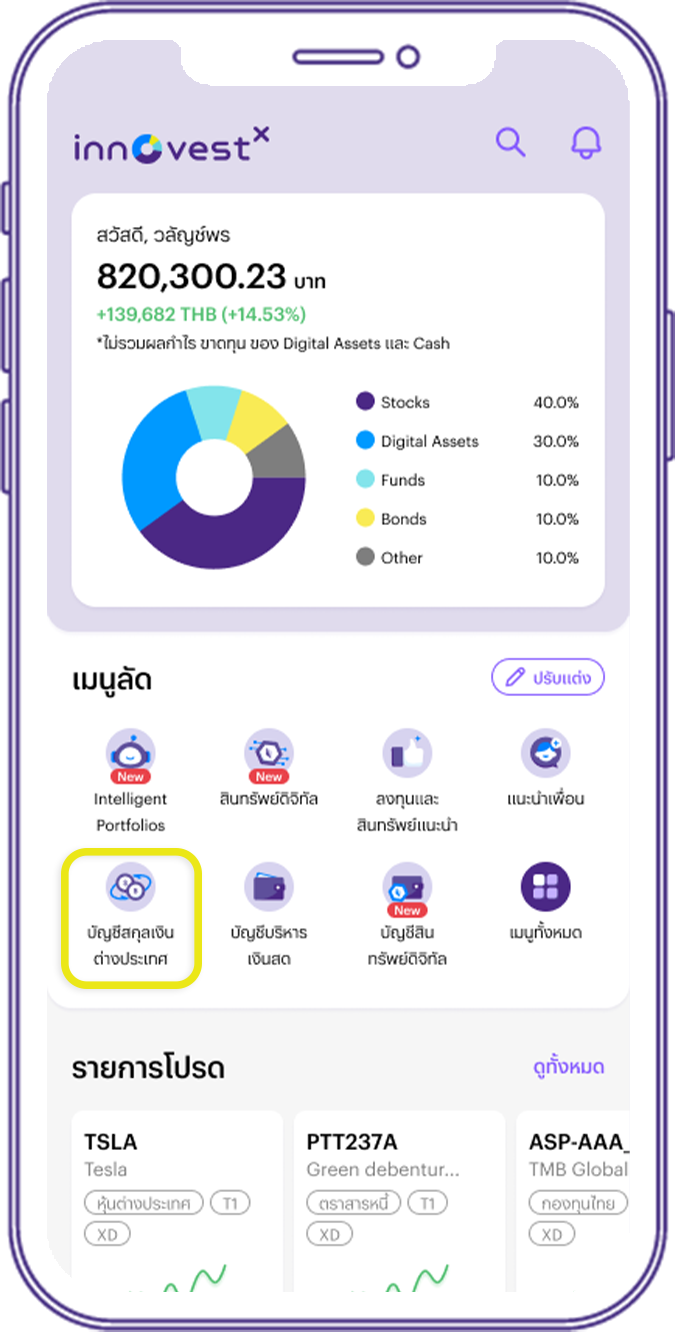 innovestx
สวัสดี, วลัญช์พร
820,300.23 บาท
+139,682 THB (+14.53%)
*ไม่รวมผลกำไร ขาดทุน ของ Digital Assets และ Cash
Stocks 40.0%
Digital Assets 30.0%
Funds 10.0%
Bonds 10.0%
Other 10.0%
เมนูลัด
ปรับแต่ง
New
Intelligent
Portfolios
New
สินทรัพย์ดิจิทัล
ลงทุนและ
สินทรัพย์แนะนำ
แนะนำเพื่อน
บัญชีสกุลเงิน
ต่างประเทศ
บัญชีบริหาร
เงินสด
New
บัญชีสิน
ทรัพย์ดิจิทัล
เมนูทั้งหมด
รายการโปรด
ดูทั้งหมด
TSLA
Tesla
หุ้นต่างประเทศ T1
XD
PTT237A
Green debentur...
ตราสารหนี้ T1
XD
ASP-AAA_
TMB Global
กองทุนไทย
XD